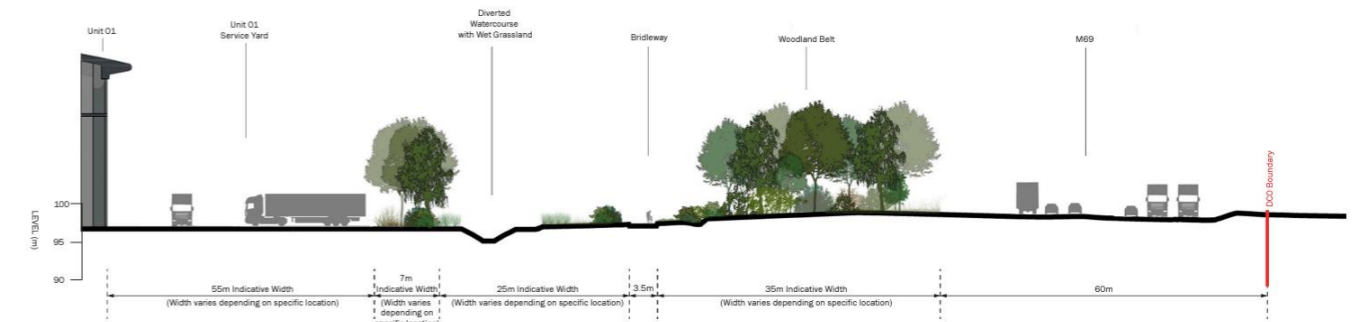 Unit 01
Unit 01
Service Yard
Diverted
Watercourse
with Wet Grassland
Bridleway
Woodland Belt
M69
DCO Boundary
LEVEL (m)
100
95
90
55m Indicative Width
(Width varies depending on specific location)
7m
Indicative Width
(Width varies
depending on
specific location)
25m Indicative Width
(Width varies depending on specific location)
3.5m
35m Indicative Width
(Width varies depending on specific location)
60m